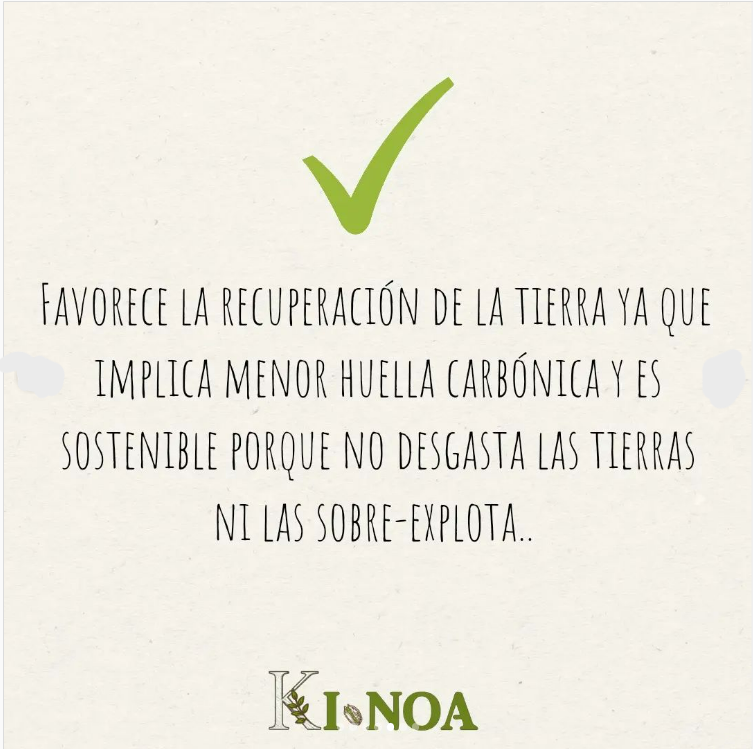 Favorece la recuperación de la tierra ya que
implica menor huella carbónica y es
sostenible porque no desgasta las tierras
ni las sobre-explota..
KI NOA